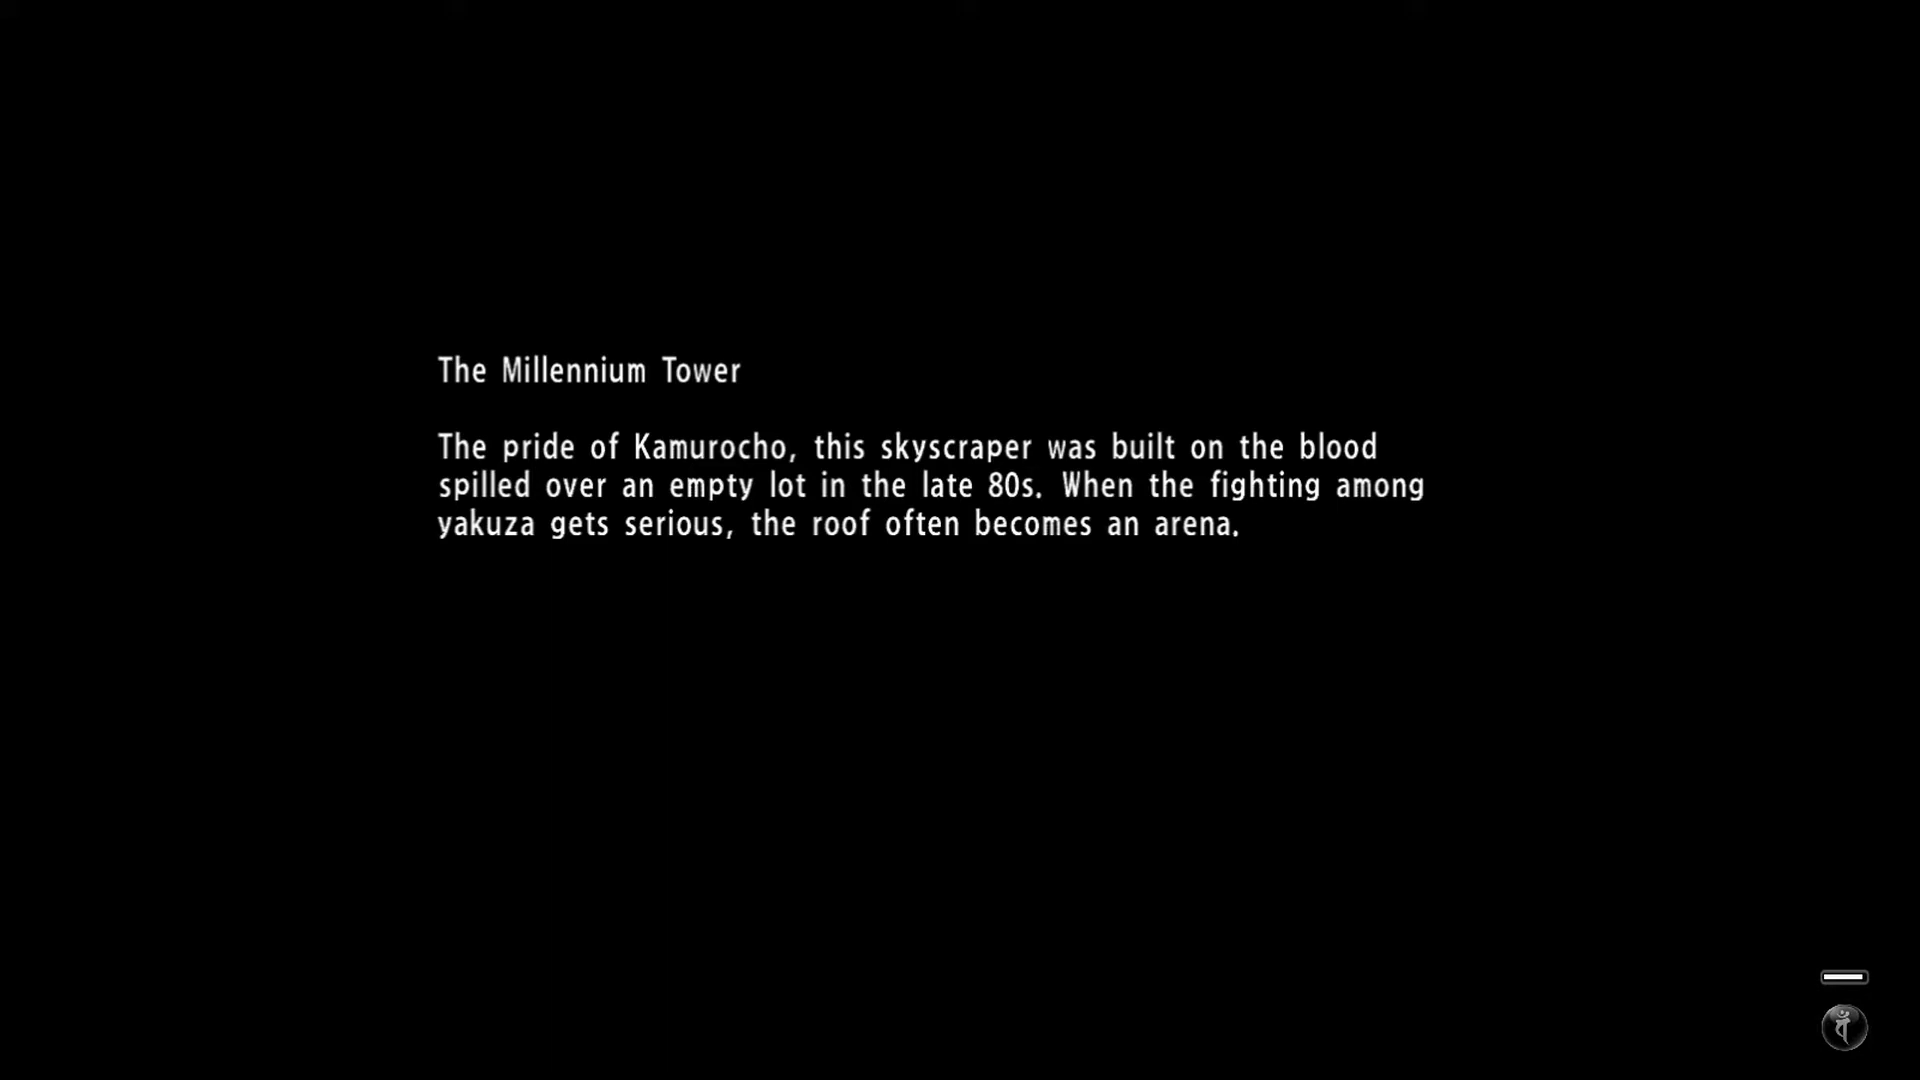 The Millennium Tower
The pride of Kamurocho, this skyscraper was built on the blood
spilled over an empty lot in the late 80s. When the fighting among
yakuza gets serious, the roof often becomes an arena.